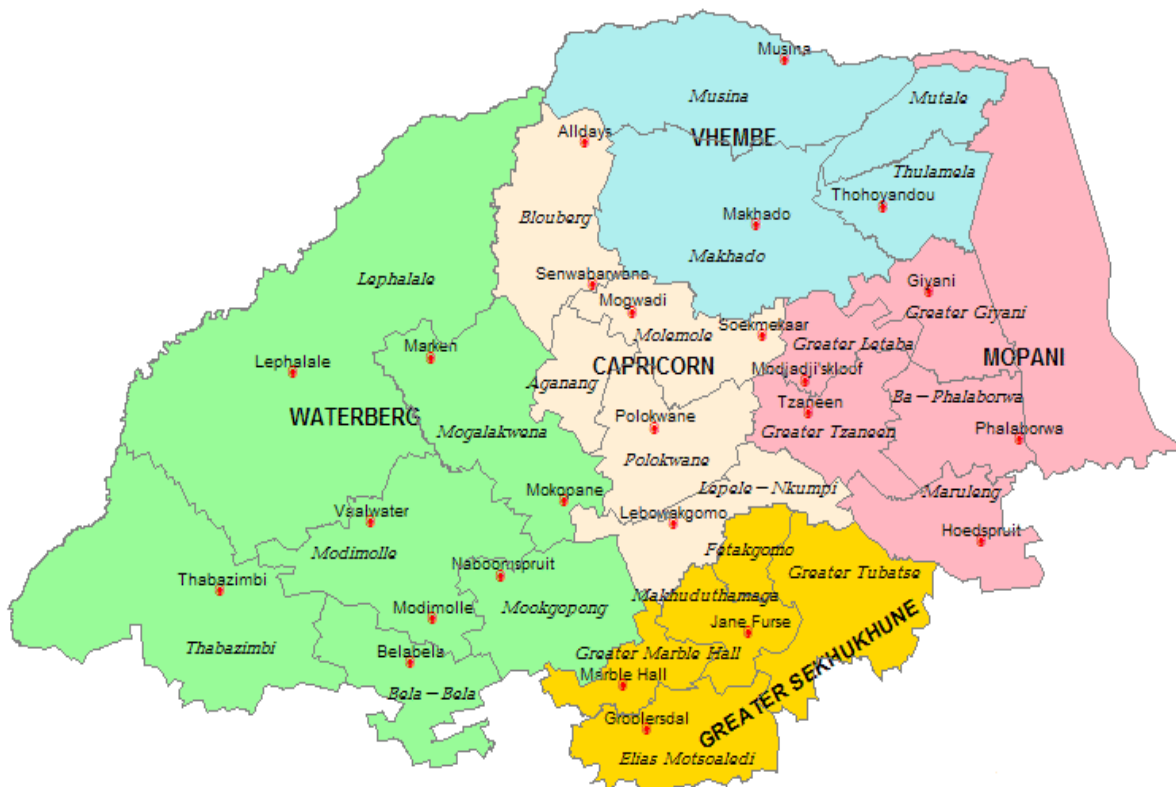 Musina
Musina
Mutale
Alldays
VHEMBE
Thulamela
Thohoyandou
Blouberg
Makhado
Makhado
Lephalale
Senwabarwano
Giyani
Mogwadi
Greater Giyani
Soekmekaar
Molemole
Greater Letaba
Marken
MOPANI
Lephalale
CAPRICORN
Modjadji'skloof
Aganang
Ba-Phalaborwa
WATERBERG
Tzaneen
Polokwane
Mogalakwena
Greater Tzaneen
Phalaborwa
Polokwane
Lepele-Nkumpi
Mokopane
Maruleng
Vaalwater
Lebowakgomo
Hoedspruit
Modimolle
Fetakgomo
Naboomspruit
Greater Tubatse
Thabazimbi
Makhuduthamaga
Mookgopong
Modimolle
Jane Furse
Thabazimbi
Belabela
Greater Marble Hall
Marble Hall
Bela-Bela
GREATER SEKHUKHUNE
Groblersdal
Elias Motsoaledi